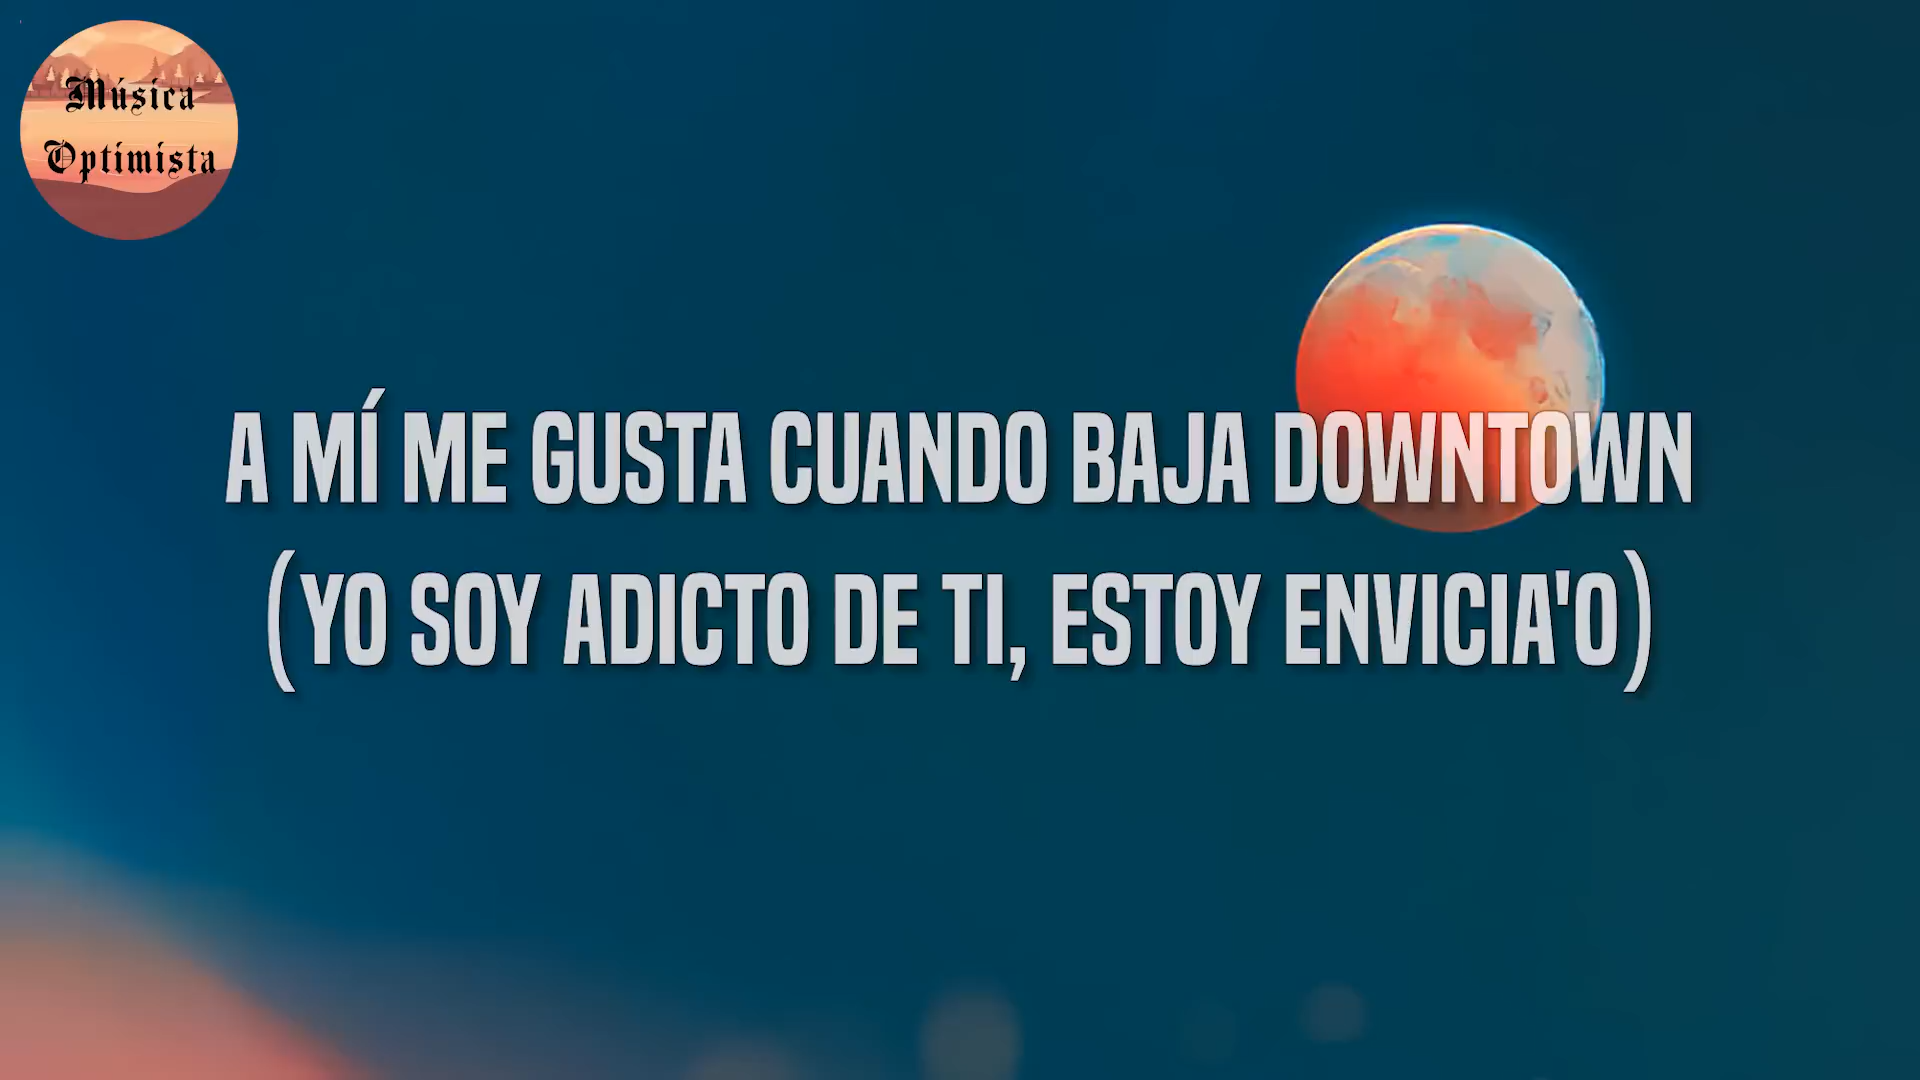 Música
Optimista
A MÍ ME GUSTA CUANDO BAJA DOWNTOWN
(YO SOY ADICTO DE TI, ESTOY ENVICIA'O)